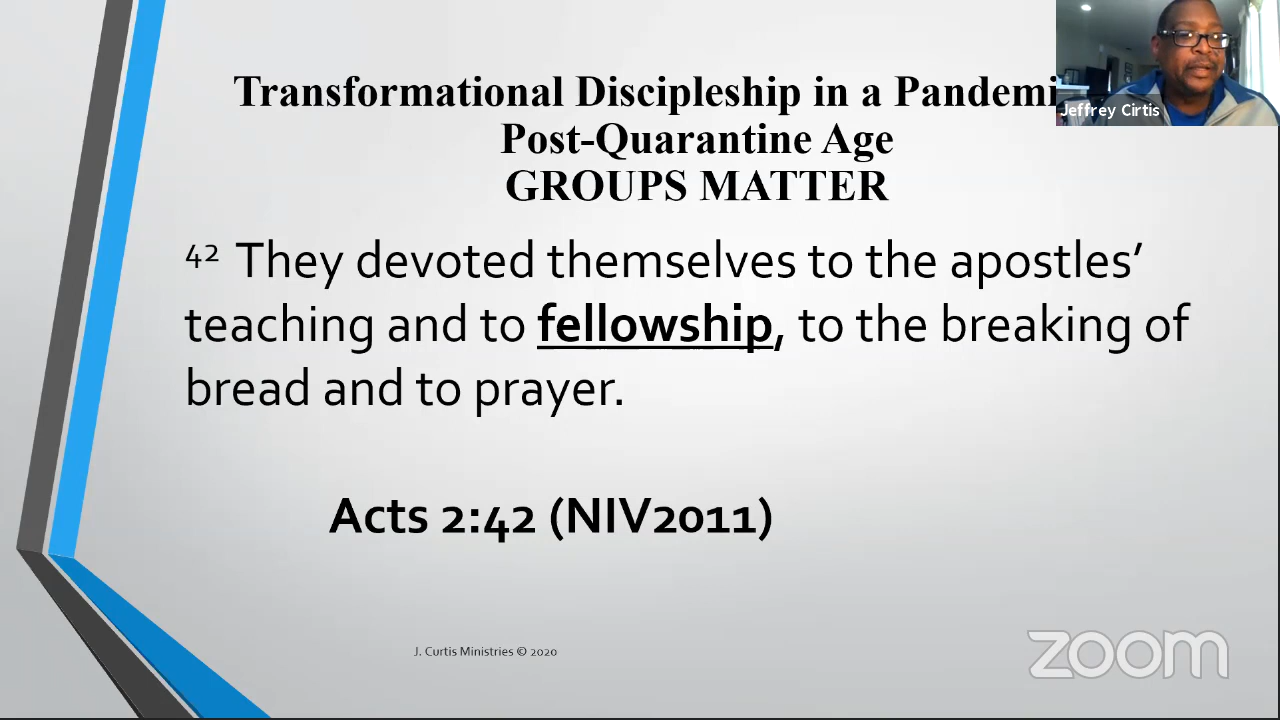 Transformational Discipleship in a Pandemi
Post-Quarantine Age
GROUPS MATTER
Jeffrey Cirtis
42 They devoted themselves to the apostles’
teaching and to fellowship, to the breaking of
bread and to prayer.
Acts 2:42 (NIV2011)
J. Curtis Ministries © 2020
zoom